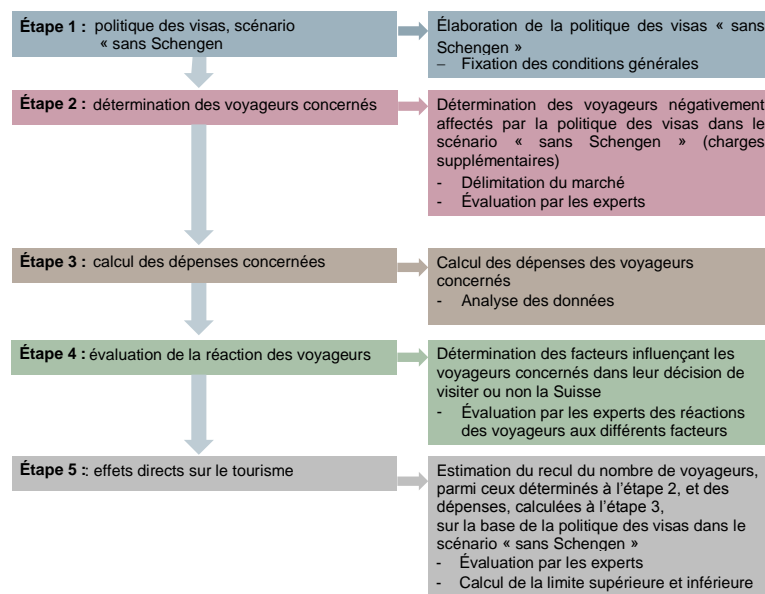 Étape 1 : politique des visas, scénario
« sans Schengen
Élaboration de la politique des visas « sans
Schengen »
– Fixation des conditions générales
Étape 2 : détermination des voyageurs concernés
Détermination des voyageurs négativement
affectés par la politique des visas dans le
scénario « sans Schengen » (charges
supplémentaires)
- Délimitation du marché
- Évaluation par les experts
Étape 3 : calcul des dépenses concernées
Calcul des dépenses des voyageurs
concernés
- Analyse des données
Étape 4 : évaluation de la réaction des voyageurs
Détermination des facteurs influençant les
voyageurs concernés dans leur décision de
visiter ou non la Suisse
- Évaluation par les experts des réactions
des voyageurs aux différents facteurs
Étape 5 :: effets directs sur le tourisme
Estimation du recul du nombre de voyageurs,
parmi ceux déterminés à l’étape 2, et des
dépenses, calculées à l’étape 3,
sur la base de la politique des visas dans le
scénario « sans Schengen »
- Évaluation par les experts
- Calcul de la limite supérieure et inférieure